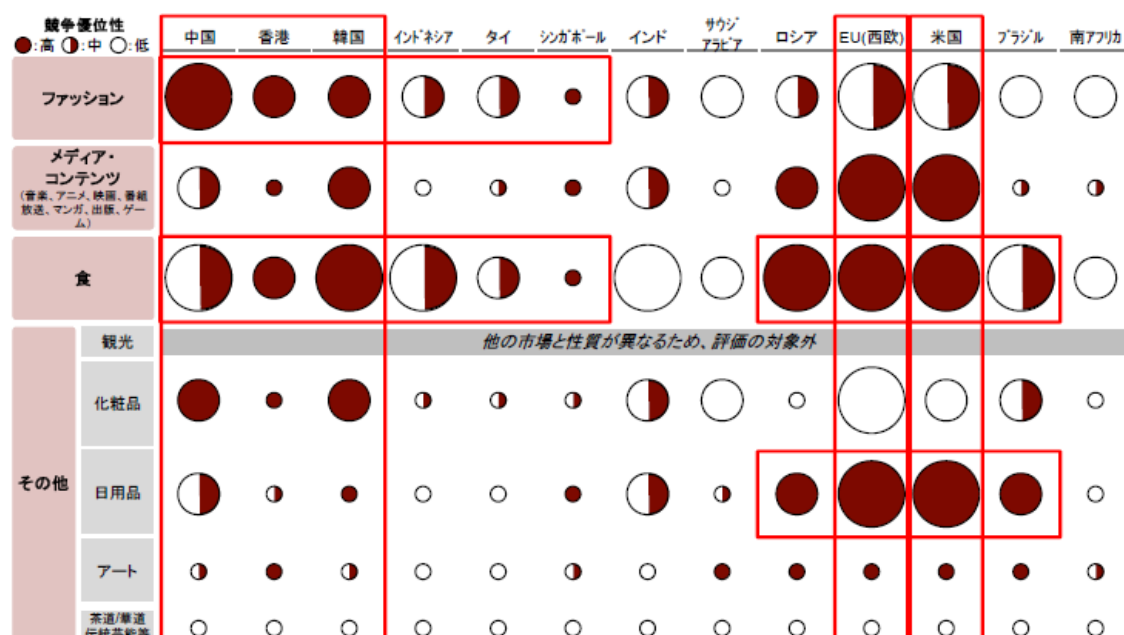 競争優位性
●:高 ◐:中 ○:低
中国 香港 韓国 インドネシア タイ シンガポール インド サウジアラビア ロシア EU(西欧) 米国 ブラジル 南アフリカ
ファッション
メディア・
コンテンツ
(音楽、アニメ、映画、番組
放送、マンガ、出版、ゲー
ム)
食
その他
観光
他の市場と性質が異なるため、評価の対象外
化粧品
日用品
アート
茶道/華道
伝統芸能等